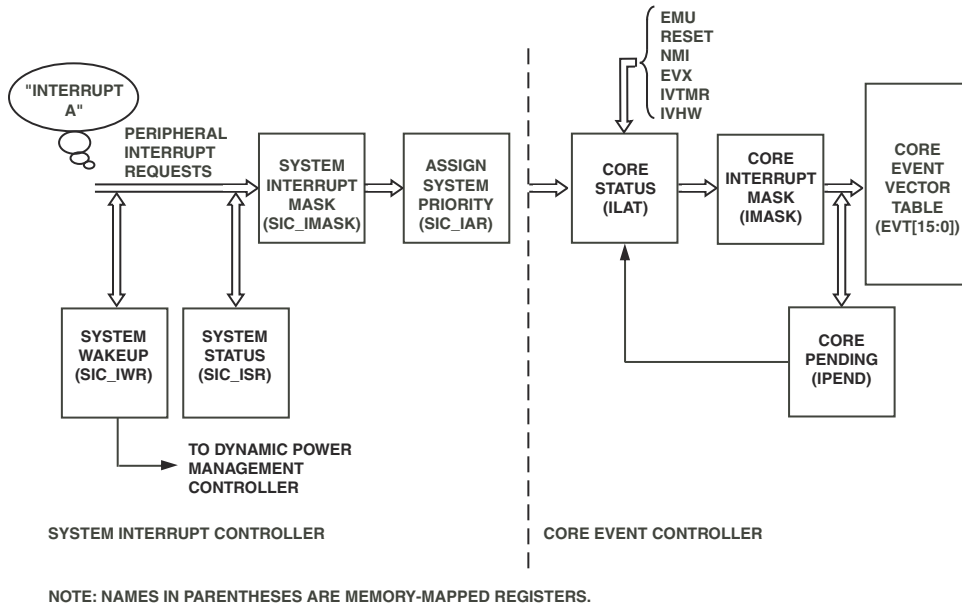 "INTERRUPT
A"
PERIPHERAL
INTERRUPT
REQUESTS
SYSTEM
INTERRUPT
MASK
(SIC_IMASK)
ASSIGN
SYSTEM
PRIORITY
(SIC_IAR)
EMU
RESET
NMI
EVX
IVTMR
IVHW
CORE
STATUS
(ILAT)
CORE
INTERRUPT
MASK
(IMASK)
CORE
EVENT
VECTOR
TABLE
(EVT[15:0])
SYSTEM
WAKEUP
(SIC_IWR)
SYSTEM
STATUS
(SIC_ISR)
CORE
PENDING
(IPEND)
TO DYNAMIC POWER
MANAGEMENT
CONTROLLER
SYSTEM INTERRUPT CONTROLLER
CORE EVENT CONTROLLER
NOTE: NAMES IN PARENTHESES ARE MEMORY-MAPPED REGISTERS.